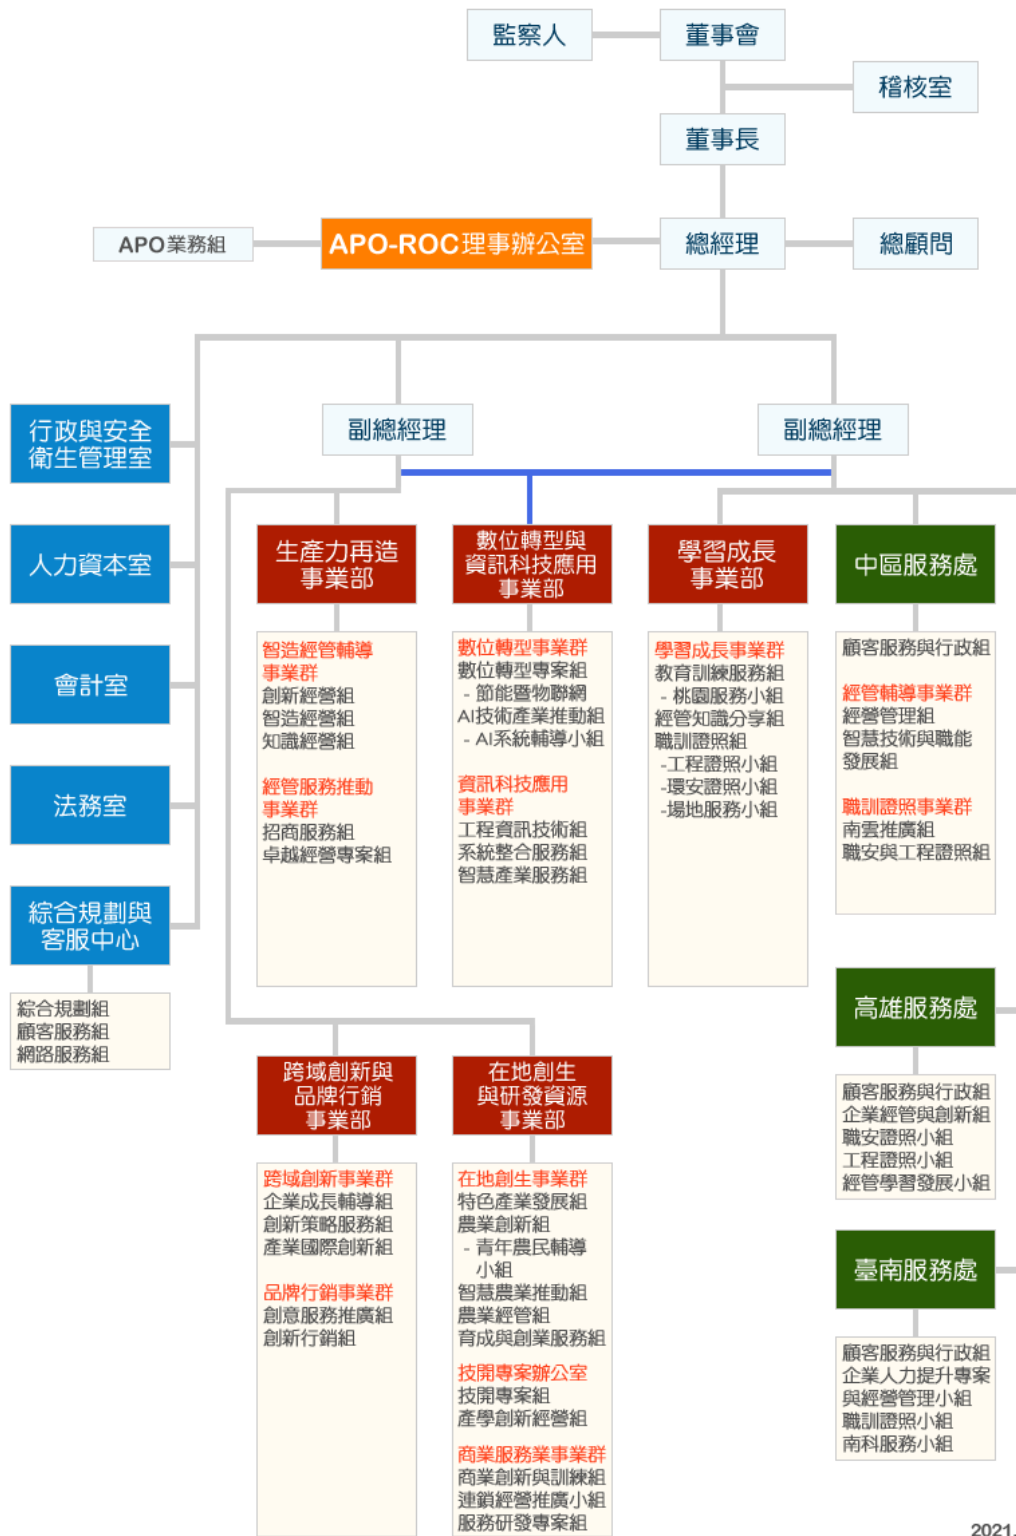 監察人
董事會
稽核室
董事長
APO業務組
APO-ROC理事辦公室
總經理
總顧問
副總經理
副總經理
行政與安全
衛生管理室
人力資本室
會計室
法務室
綜合規劃與
客服中心
綜合規劃組
顧客服務組
網路服務組
生產力再造
事業部
智造經管輔導
事業群
創新經營組
智造經營組
知識經營組
經管服務推動
事業群
招商服務組
卓越經營專案組
數位轉型與
資訊科技應用
事業部
數位轉型事業群
數位轉型專案組
- 節能暨物聯網
AI技術產業推動組
- AI系統輔導小組
資訊科技應用
事業群
工程資訊技術組
系統整合服務組
智慧產業服務組
學習成長
事業部
學習成長事業群
教育訓練服務組
- 桃園服務小組
經管知識分享組
職訓證照組
-工程證照小組
-環安證照小組
-場地服務小組
中區服務處
顧客服務與行政組
經管輔導事業群
經營管理組
智慧技術與職能
發展組
職訓證照事業群
南雲推廣組
職安與工程證照組
跨域創新與
品牌行銷
事業部
跨域創新事業群
企業成長輔導組
創新策略服務組
產業國際創新組
品牌行銷事業群
創意服務推廣組
創新行銷組
在地創生
與研發資源
事業部
在地創生事業群
特色產業發展組
農業創新組
- 青年農民輔導
小組
智慧農業推動組
農業經管組
育成與創業服務組
技開專案辦公室
技開專案組
產學創新經營組
商業服務業事業群
商業創新與訓練組
連鎖經營推廣小組
服務研發專案組
高雄服務處
顧客服務與行政組
企業經管與創新組
職安證照小組
工程證照小組
經管學習發展小組
臺南服務處
顧客服務與行政組
企業人力提升專案
與經營管理小組
職訓證照小組
南科服務小組
2021.